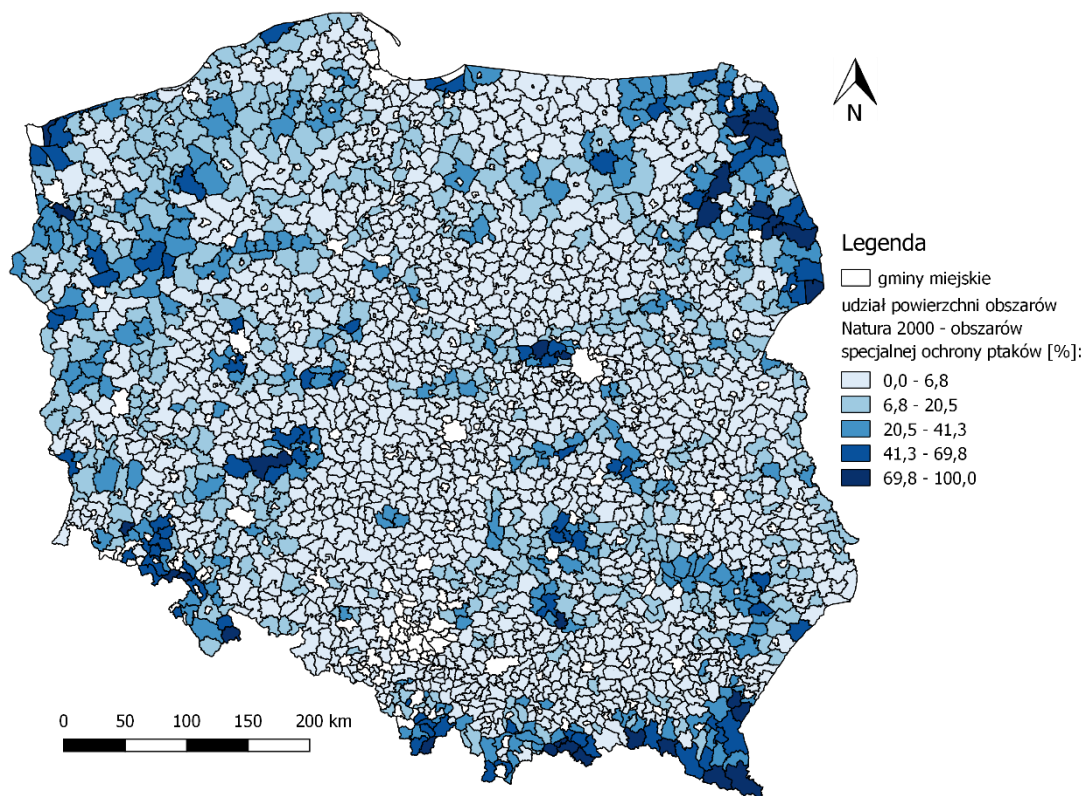 N
Legenda
gminy miejskie
udział powierzchni obszarów
Natura 2000 - obszarów
specjalnej ochrony ptaków [%]:
0,0 - 6,8
6,8 - 20,5
20,5 - 41,3
41,3 - 69,8
69,8 - 100,0
0 50 100 150 200 km